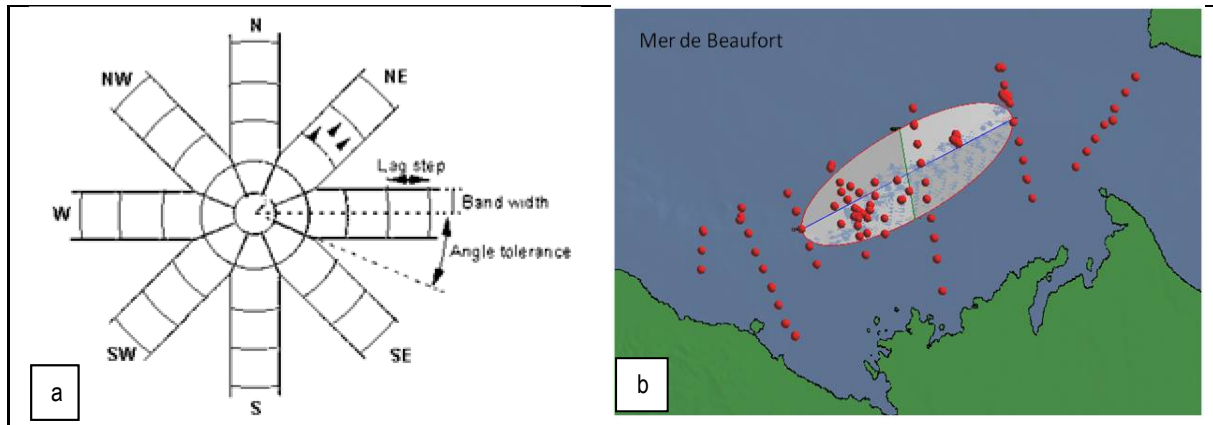 N
NW
NE
Lag step
W
Band width
Angle tolerance
SW
SE
S
a
Mer de Beaufort
b